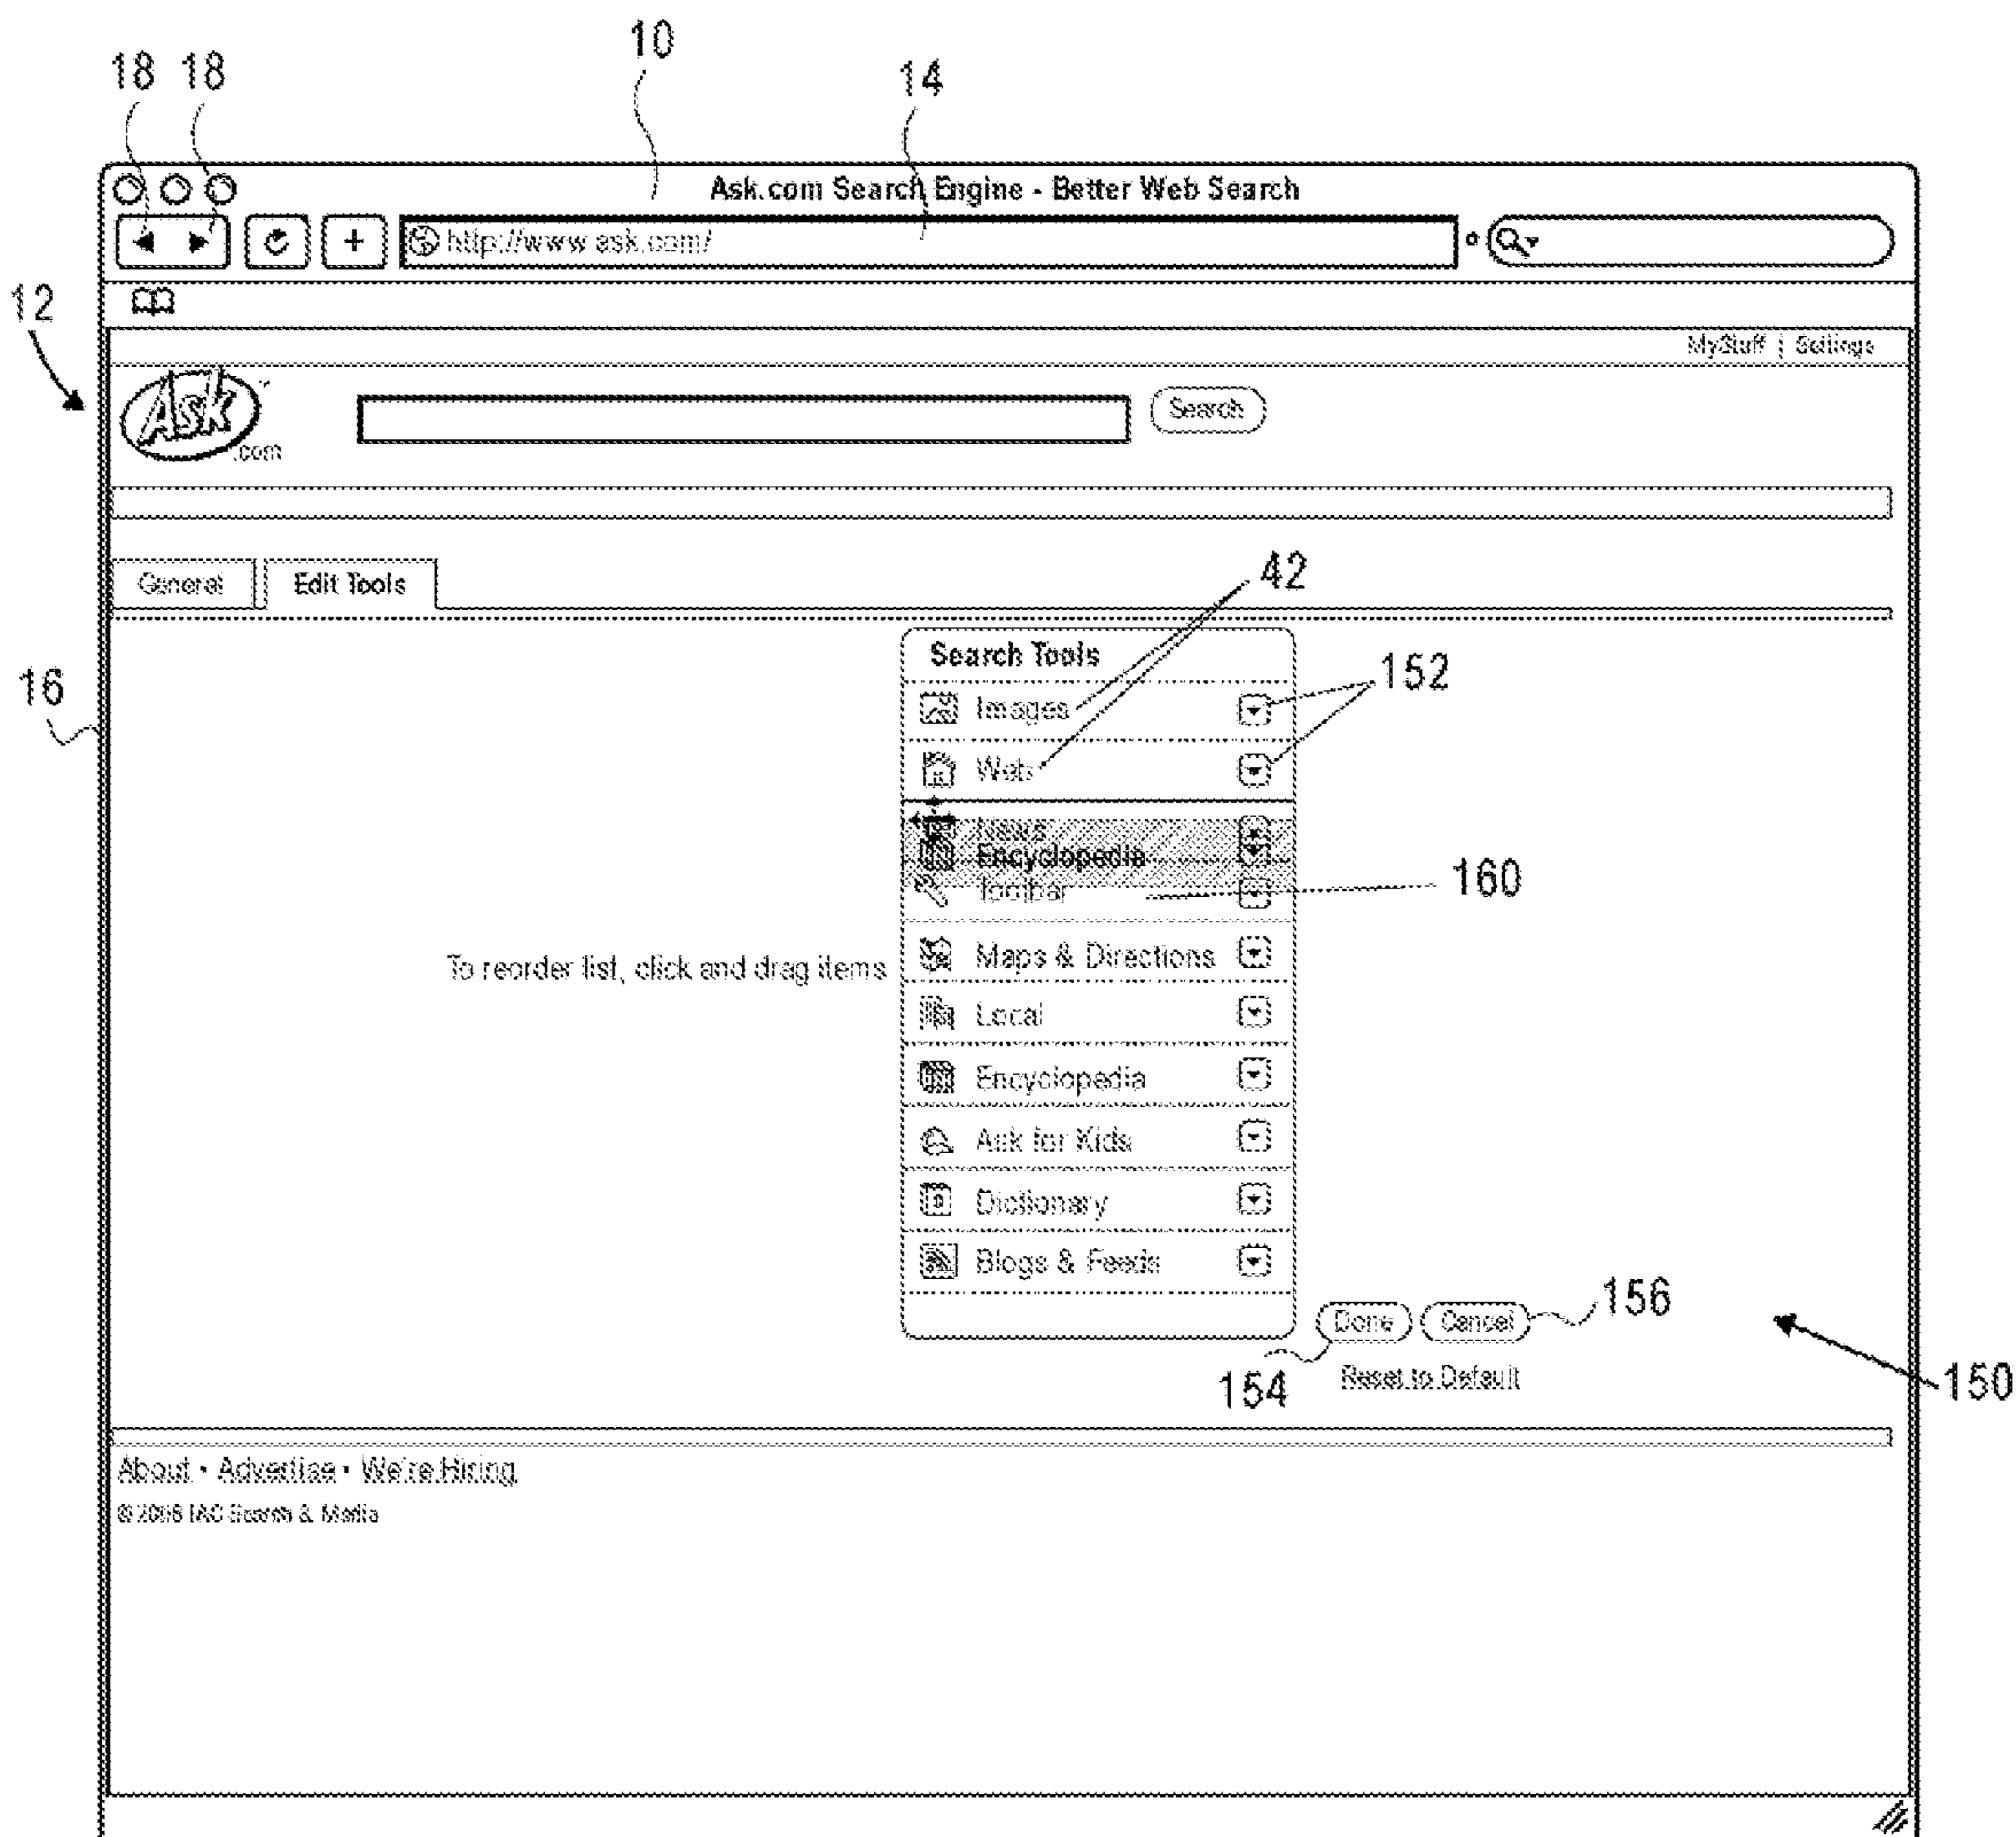 10
18 18
14
Ask.com Search Engine - Better Web Search
http://www.ask.com/
12
MyStuff | Settings
Ask
.com
Search
General
Edit Tools
42
Search Tools
152
16
Images
Web
News
Encyclopedia
Toolbar
160
To reorder list, click and drag items
Maps & Directions
Local
Encyclopedia
Ask for Kids
Dictionary
Blogs & Feeds
156
Done
Cancel
154
Reset to Default
150
About • Advertise • We're Hiring
IAC Search & Media